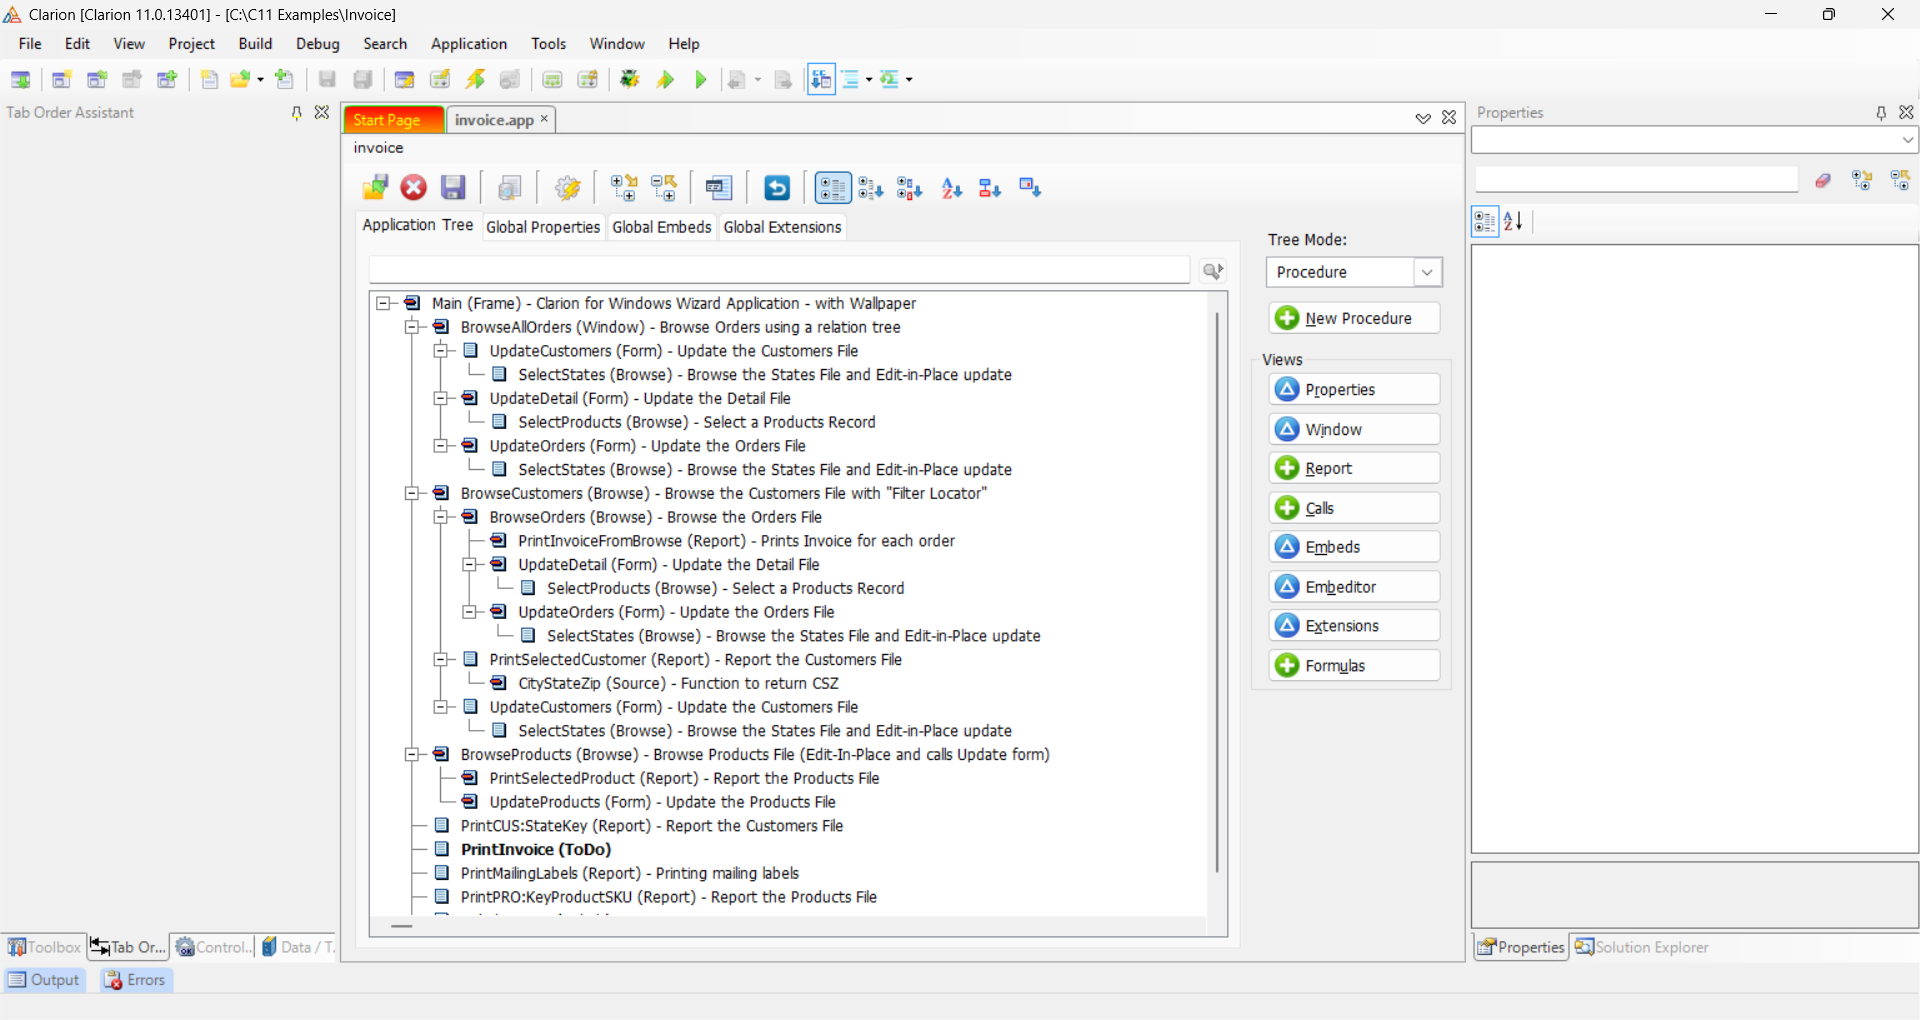 Clarion [Clarion 11.0.13401] - [C:\C11 Examples\Invoice]
File Edit View Project Build Debug Search Application Tools Window Help
Tab Order Assistant
Start Page
invoice.app
Properties
invoice
Application Tree
Global Properties
Global Embeds
Global Extensions
Tree Mode:
Procedure
New Procedure
Views
Properties
Window
Report
Calls
Embeds
Embeditor
Extensions
Formulas
Main (Frame) - Clarion for Windows Wizard Application - with Wallpaper
BrowseAllOrders (Window) - Browse Orders using a relation tree
UpdateCustomers (Form) - Update the Customers File
SelectStates (Browse) - Browse the States File and Edit-in-Place update
UpdateDetail (Form) - Update the Detail File
SelectProducts (Browse) - Select a Products Record
UpdateOrders (Form) - Update the Orders File
SelectStates (Browse) - Browse the States File and Edit-in-Place update
BrowseCustomers (Browse) - Browse the Customers File with "Filter Locator"
BrowseOrders (Browse) - Browse the Orders File
PrintInvoiceFromBrowse (Report) - Prints Invoice for each order
UpdateDetail (Form) - Update the Detail File
SelectProducts (Browse) - Select a Products Record
UpdateOrders (Form) - Update the Orders File
SelectStates (Browse) - Browse the States File and Edit-in-Place update
PrintSelectedCustomer (Report) - Report the Customers File
CityStateZip (Source) - Function to return CSZ
UpdateCustomers (Form) - Update the Customers File
SelectStates (Browse) - Browse the States File and Edit-in-Place update
BrowseProducts (Browse) - Browse Products File (Edit-In-Place and calls Update form)
PrintSelectedProduct (Report) - Report the Products File
UpdateProducts (Form) - Update the Products File
PrintCUS:StateKey (Report) - Report the Customers File
PrintInvoice (ToDo)
PrintMailingLabels (Report) - Printing mailing labels
PrintPRO:KeyProductSKU (Report) - Report the Products File
Toolbox
Tab Or...
Control...
Data / T...
Properties
Solution Explorer
Output
Errors